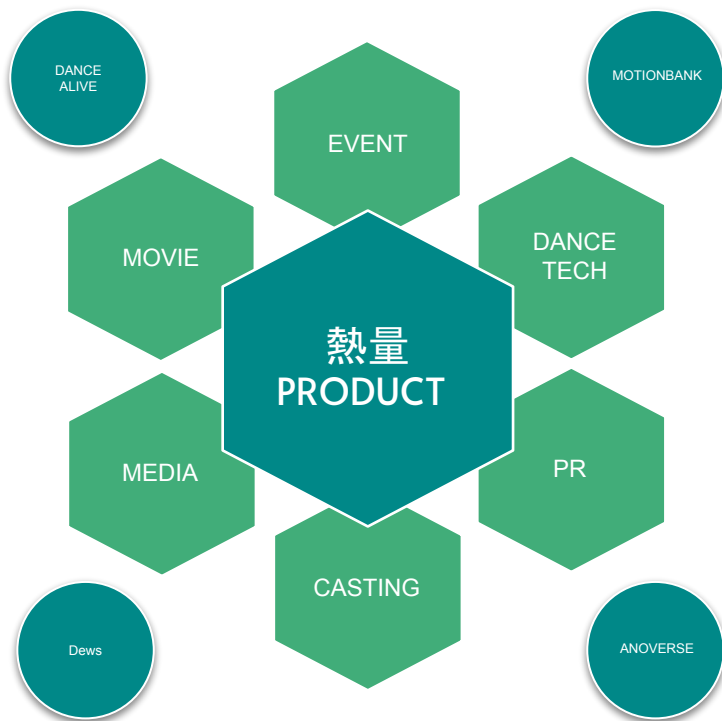 DANCE
ALIVE
MOTIONBANK
EVENT
MOVIE
DANCE
TECH
熱量
PRODUCT
MEDIA
PR
CASTING
Dews
ANOVERSE